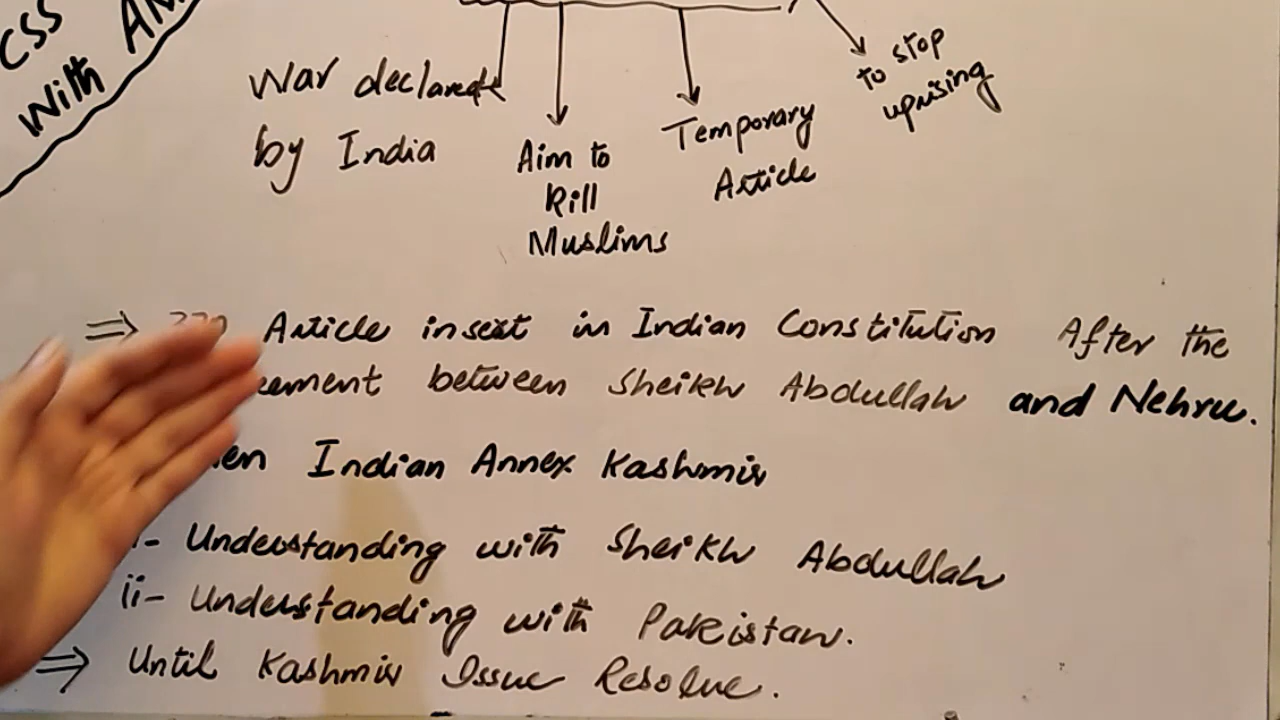 CSS
With
War declared
by India
Aim to
Kill
Muslims
Temporary
Article
to stop
uprising
⇒ 370 Article insert in Indian Constitution After the
between Sheikh Abdullah and Nehru.
Indian Annex Kashmir
i- Understanding with Sheikh Abdullah
ii- Understanding with Pakistan.
⇒ Until Kashmir Issue Resolve.